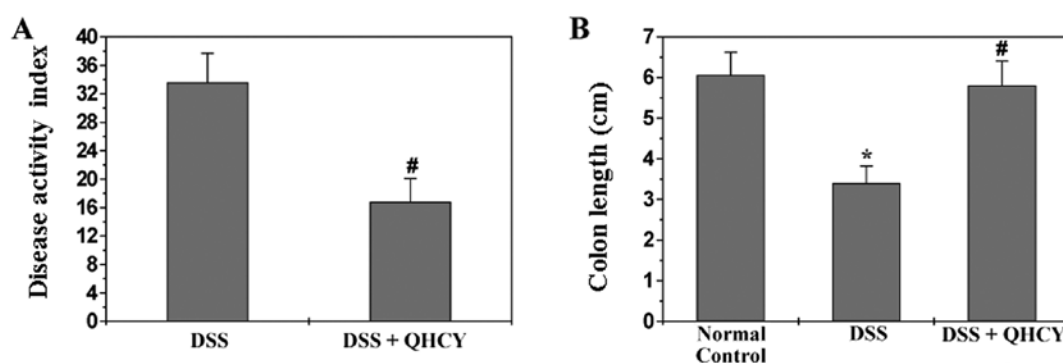 A
Disease activity index
40
36
32
28
24
20
16
12
8
4
0
#
DSS
DSS + QHCY
B
Colon length (cm)
7
6
5
4
3
2
1
0
*
#
Normal
Control
DSS
DSS + QHCY